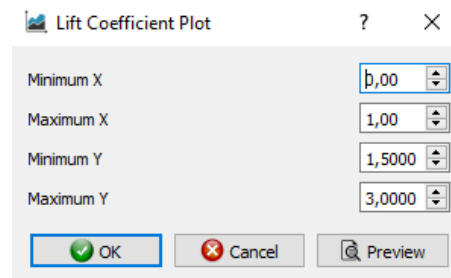 Lift Coefficient Plot ?
Minimum X 0,00
Maximum X 1,00
Minimum Y 1,5000
Maximum Y 3,0000
OK Cancel Preview